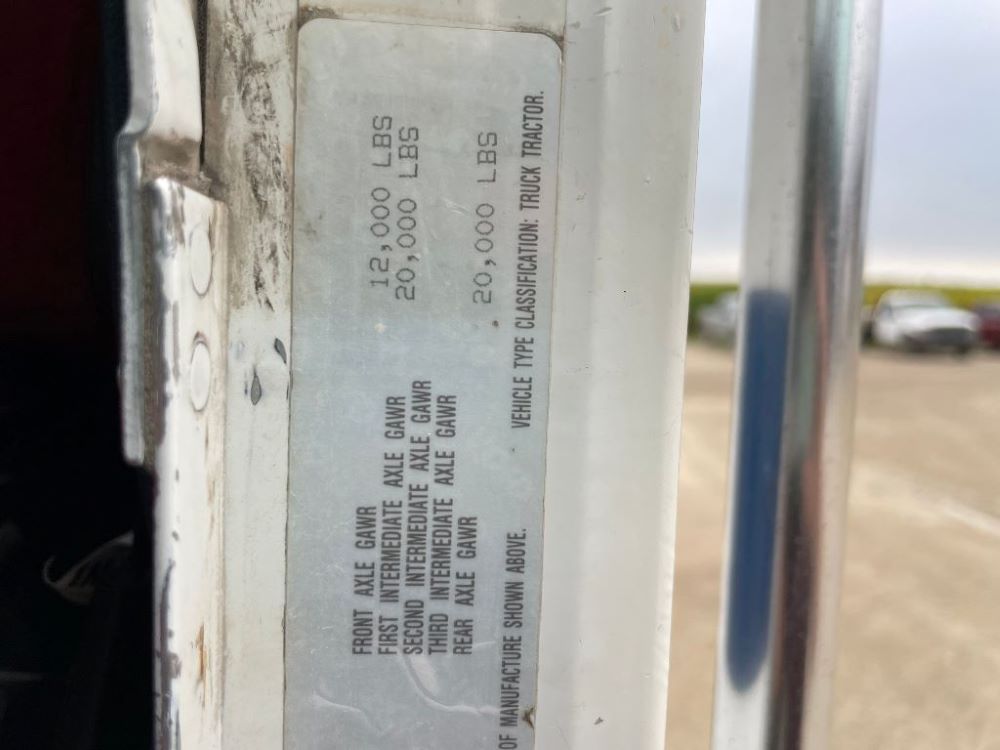 FRONT AXLE GAWR 12,000 LBS
FIRST INTERMEDIATE AXLE GAWR 20,000 LBS
SECOND INTERMEDIATE AXLE GAWR
THIRD INTERMEDIATE AXLE GAWR
REAR AXLE GAWR 20,000 LBS
OF MANUFACTURE SHOWN ABOVE. VEHICLE TYPE CLASSIFICATION: TRUCK TRACTOR.